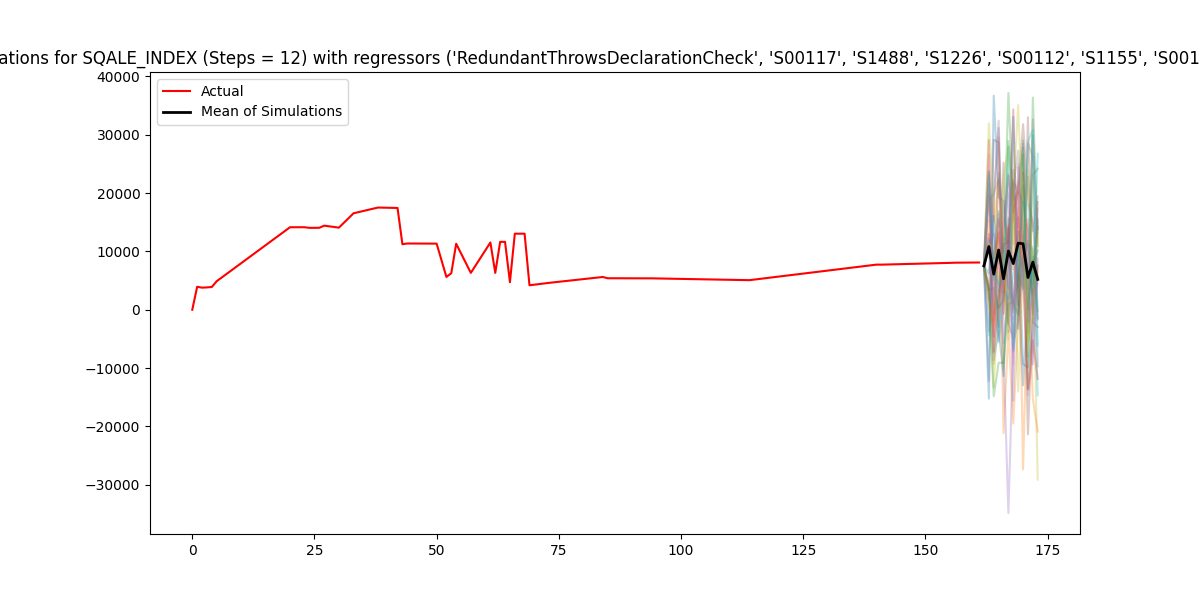 ations for SQALE_INDEX (Steps = 12) with regressors ('RedundantThrowsDeclarationCheck', 'S00117', 'S1488', 'S1226', 'S00112', 'S1155', 'S001
40000
Actual
Mean of Simulations
30000
20000
10000
0
−10000
−20000
−30000
0 25 50 75 100 125 150 175